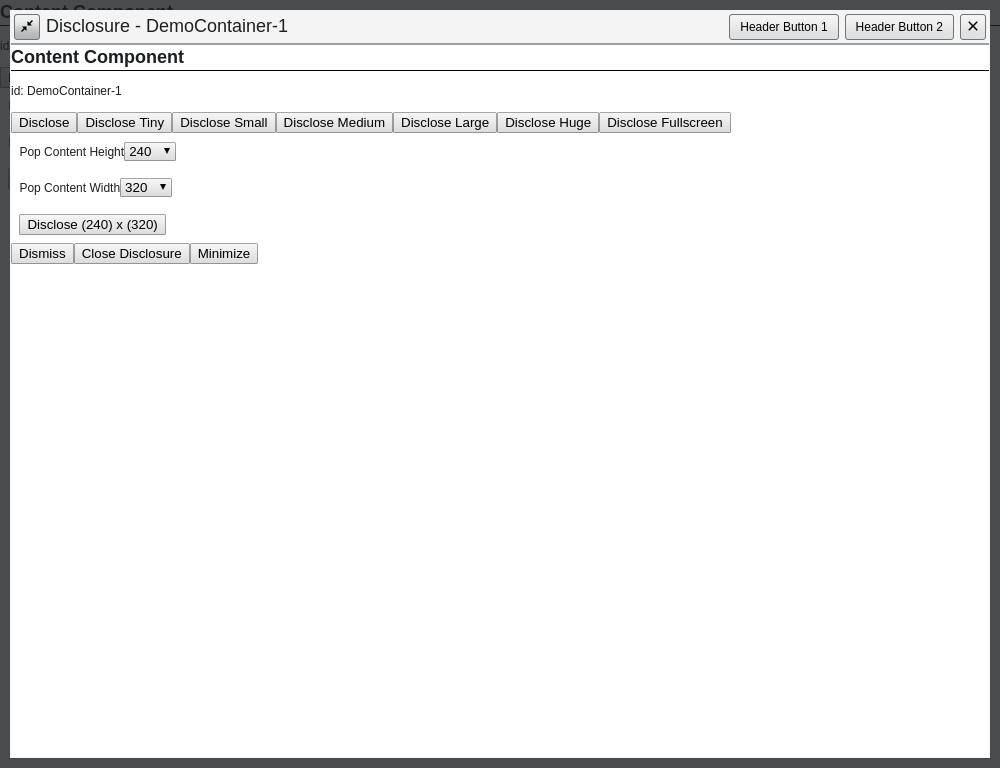 Disclosure - DemoContainer-1 Header Button 1 Header Button 2
Content Component
id: DemoContainer-1
Disclose Disclose Tiny Disclose Small Disclose Medium Disclose Large Disclose Huge Disclose Fullscreen
Pop Content Height 240
Pop Content Width 320
Disclose (240) x (320)
Dismiss Close Disclosure Minimize